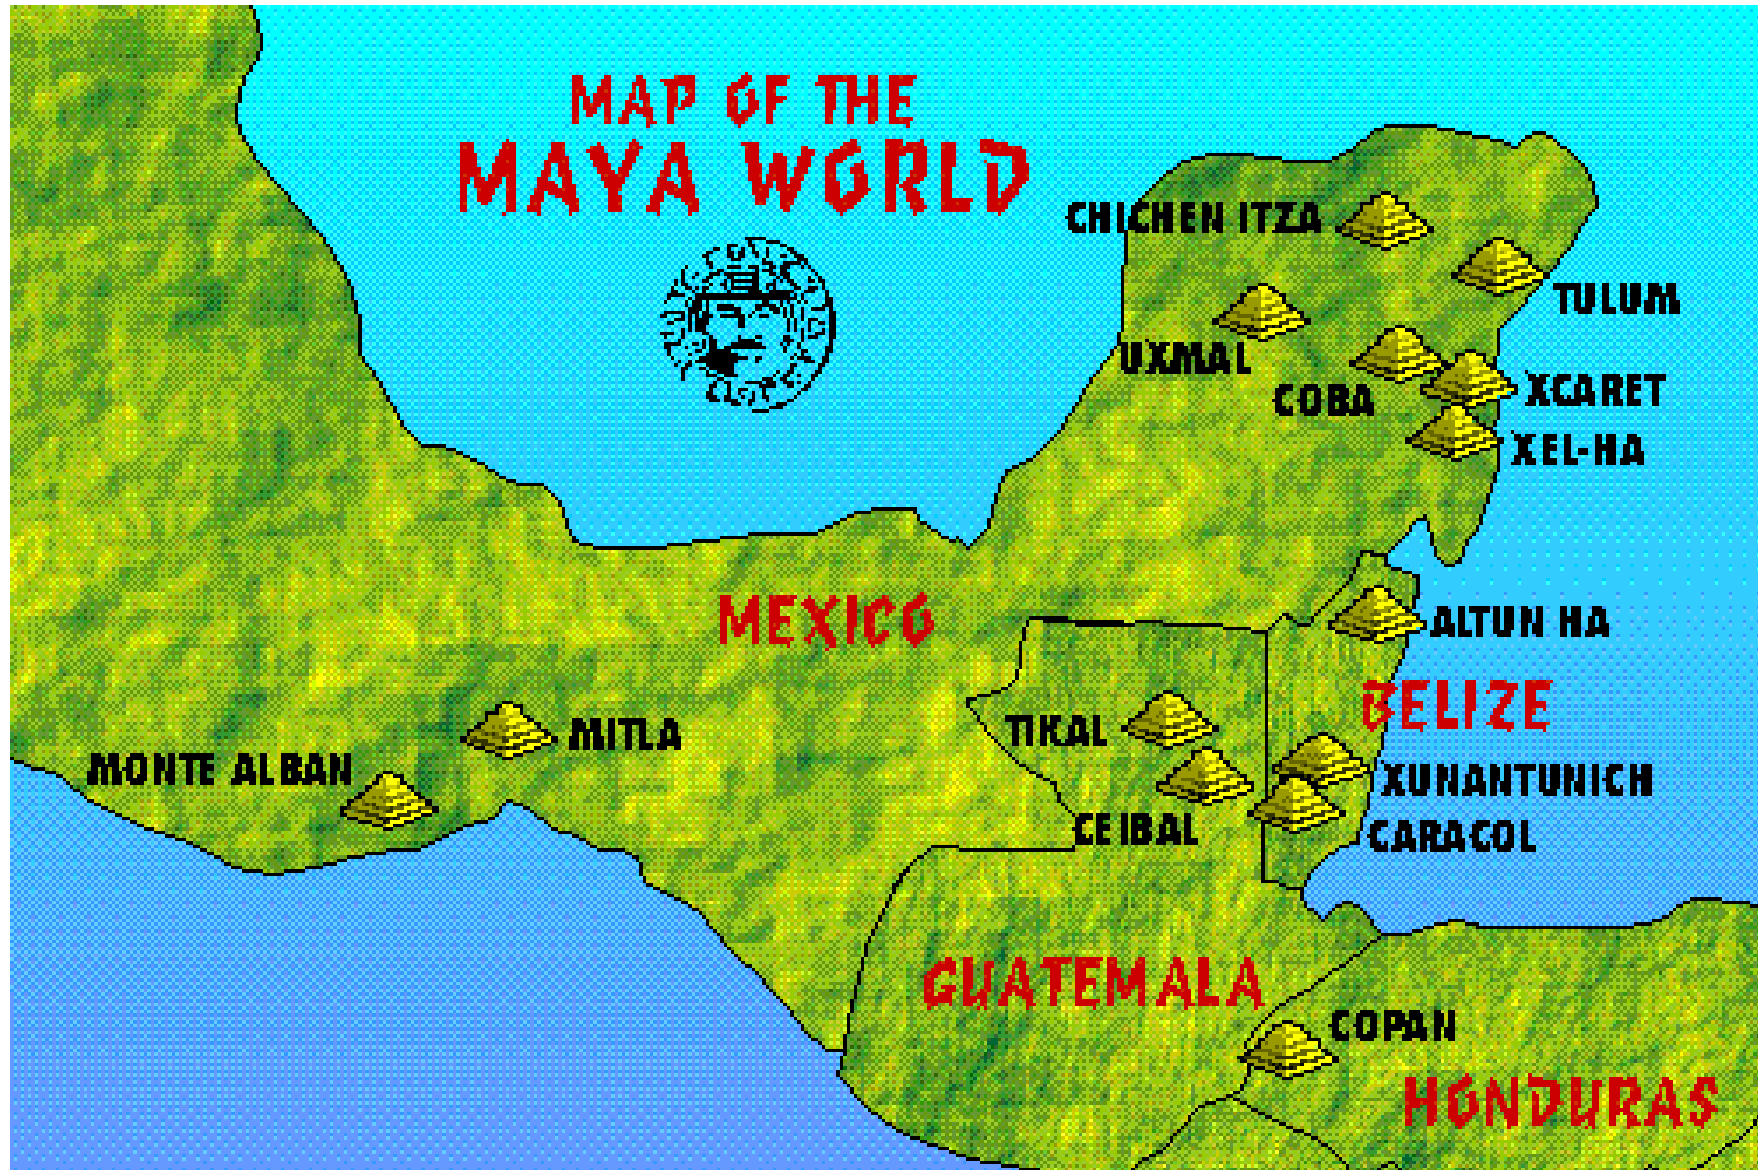 MAP OF THE
MAYA WORLD
CHICHEN ITZA
TULUM
UXMAL
COBA
XCARET
XEL-HA
MEXICO
ALTUN HA
BELIZE
TIKAL
MITLA
MONTE ALBAN
XUNANTUNICH
CEIBAL
CARACOL
GUATEMALA
COPAN
HONDURAS